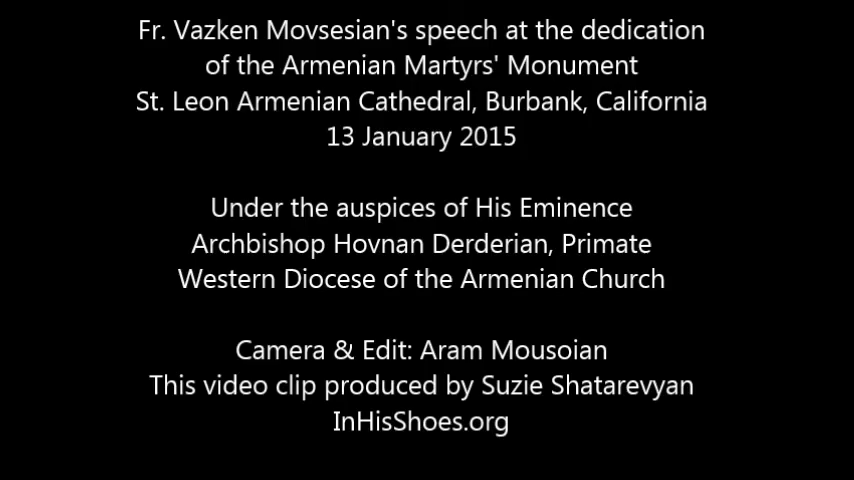 Fr. Vazken Movsesian's speech at the dedication
of the Armenian Martyrs' Monument
St. Leon Armenian Cathedral, Burbank, California
13 January 2015
Under the auspices of His Eminence
Archbishop Hovnan Derderian, Primate
Western Diocese of the Armenian Church
Camera & Edit: Aram Mousoian
This video clip produced by Suzie Shatarevyan
InHisShoes.org